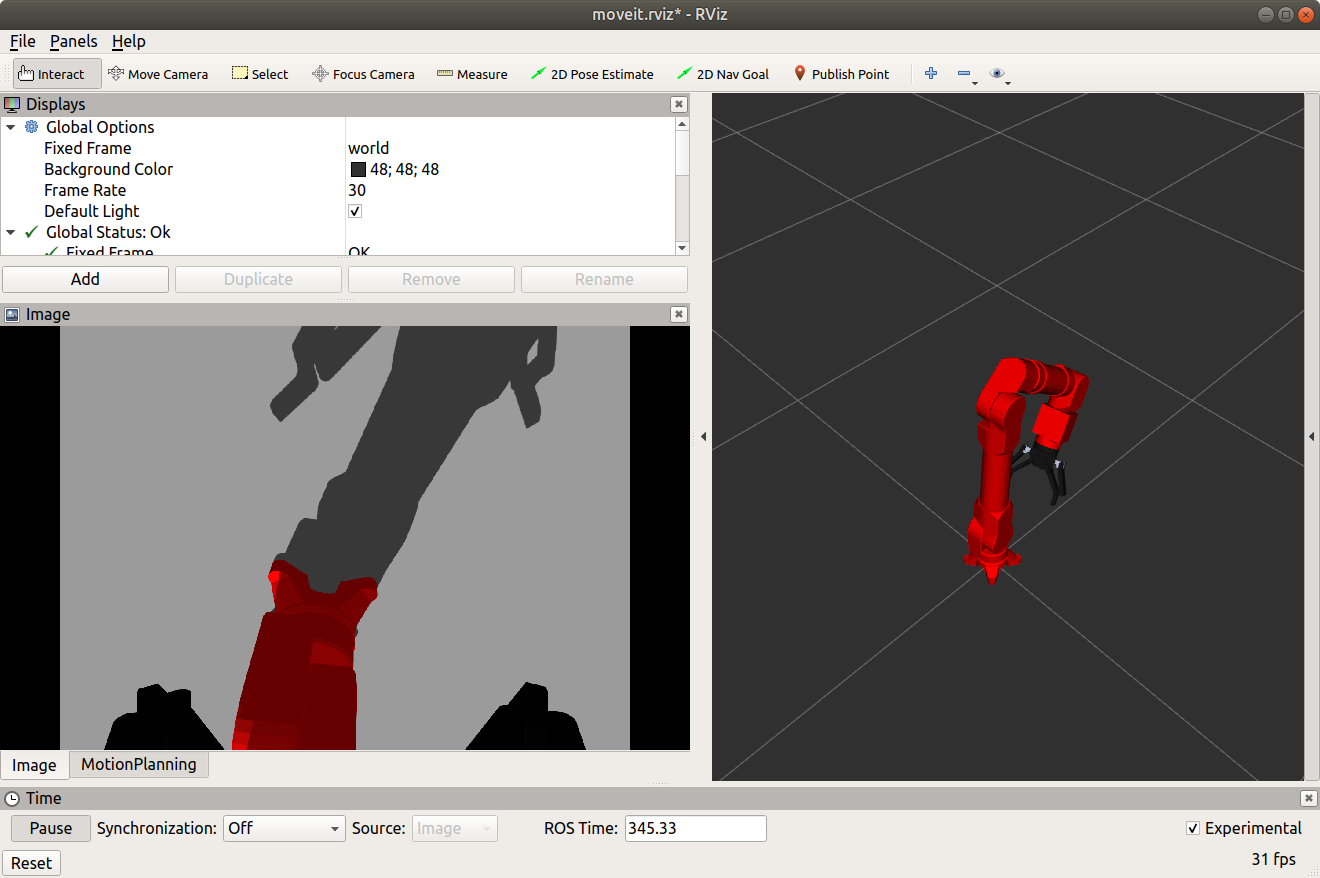 moveit.rviz* - RViz
File Panels Help
Interact Move Camera Select Focus Camera Measure 2D Pose Estimate 2D Nav Goal Publish Point
Displays
Global Options
Fixed Frame world
Background Color 48; 48; 48
Frame Rate 30
Default Light
Global Status: Ok
Fixed Frame OK
Add Duplicate Remove Rename
Image
Image MotionPlanning
Time
Pause Synchronization: Off Source: Image ROS Time: 345.33 Experimental
Reset 31 fps